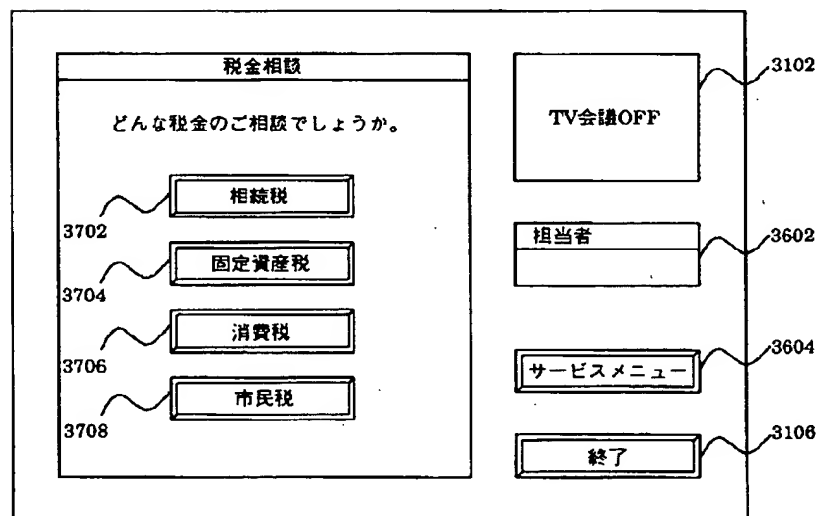 税金相談
どんな税金のご相談でしょうか。
相続税
3702
固定資産税
3704
消費税
3706
市民税
3708
TV会議OFF
3102
担当者
3602
サービスメニュー
3604
終了
3106